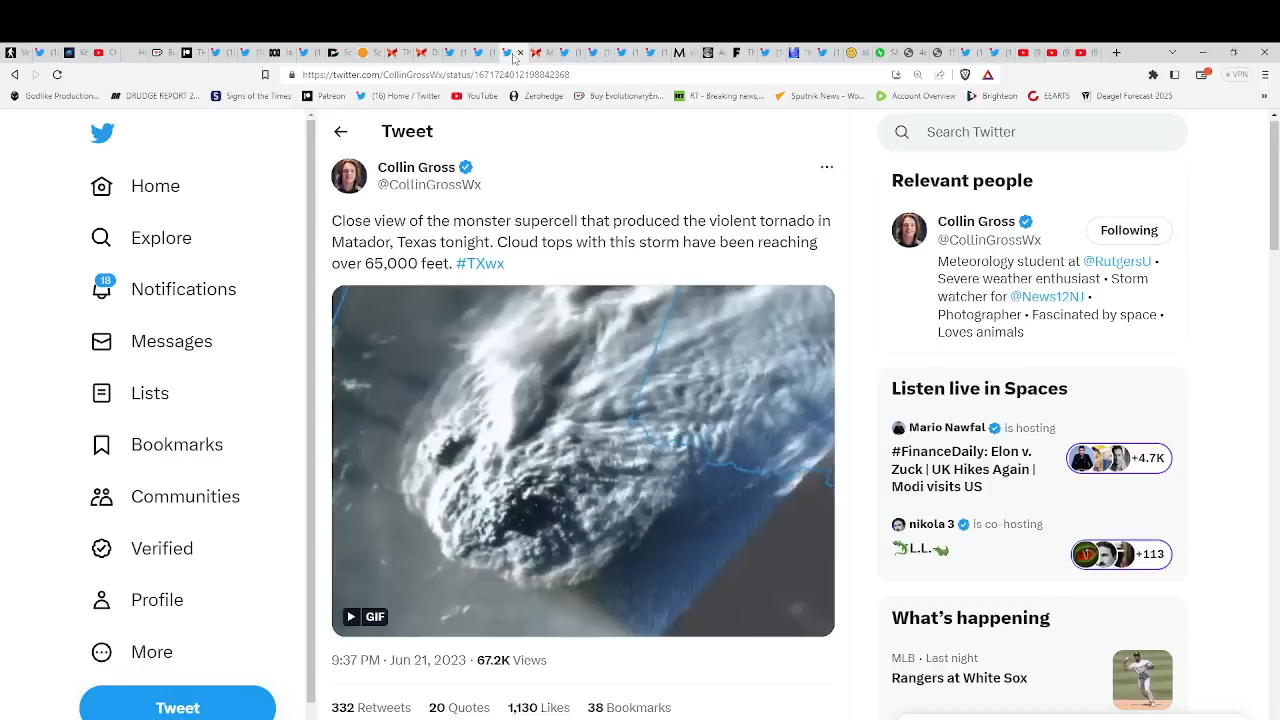 https://twitter.com/CollinGrossWx/status/1671724012198842368
VPN
Godlike Production...
DRUDGE REPORT 2...
Signs of the Times
Patreon
(16) Home / Twitter
YouTube
Zerohedge
Buy EvolutionaryEn...
RT - Breaking news,...
Sputnik News - Wo...
Account Overview
Brighteon
EEARTS
Deagel Forecast 2025
Home
Explore
18
Notifications
Messages
Lists
Bookmarks
Communities
Verified
Profile
More
Tweet
Tweet
Collin Gross
@CollinGrossWx
Close view of the monster supercell that produced the violent tornado in
Matador, Texas tonight. Cloud tops with this storm have been reaching
over 65,000 feet. #TXwx
GIF
9:37 PM · Jun 21, 2023 · 67.2K Views
332 Retweets 20 Quotes 1,130 Likes 38 Bookmarks
Search Twitter
Relevant people
Collin Gross
@CollinGrossWx
Following
Meteorology student at @RutgersU •
Severe weather enthusiast • Storm
watcher for @News12NJ •
Photographer • Fascinated by space •
Loves animals
Listen live in Spaces
Mario Nawfal is hosting
#FinanceDaily: Elon v.
Zuck | UK Hikes Again |
Modi visits US
+4.7K
nikola 3 is co-hosting
🐉L.L.🐊
+113
What's happening
MLB · Last night
Rangers at White Sox